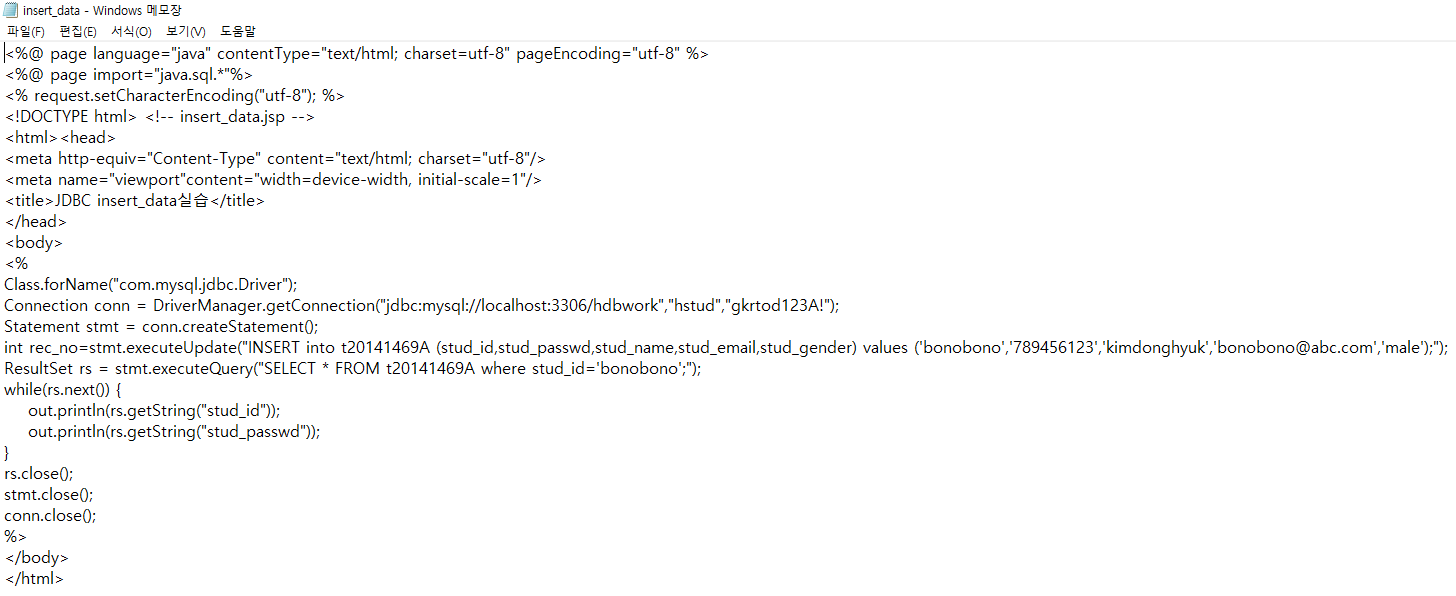 insert_data - Windows 메모장
파일(F) 편집(E) 서식(O) 보기(V) 도움말
<%@ page language="java" contentType="text/html; charset=utf-8" pageEncoding="utf-8" %>
<%@ page import="java.sql.*"%>
<% request.setCharacterEncoding("utf-8"); %>
<!DOCTYPE html> <!-- insert_data.jsp -->
<html><head>
<meta http-equiv="Content-Type" content="text/html; charset="utf-8"/>
<meta name="viewport"content="width=device-width, initial-scale=1"/>
<title>JDBC insert_data실습</title>
</head>
<body>
<%
Class.forName("com.mysql.jdbc.Driver");
Connection conn = DriverManager.getConnection("jdbc:mysql://localhost:3306/hdbwork","hstud","gkrtod123A!");
Statement stmt = conn.createStatement();
int rec_no=stmt.executeUpdate("INSERT into t20141469A (stud_id,stud_passwd,stud_name,stud_email,stud_gender) values ('bonobono','789456123','kimdonghyuk','bonobono@abc.com','male');");
ResultSet rs = stmt.executeQuery("SELECT * FROM t20141469A where stud_id='bonobono';");
while(rs.next()) {
    out.println(rs.getString("stud_id"));
    out.println(rs.getString("stud_passwd"));
}
rs.close();
stmt.close();
conn.close();
%>
</body>
</html>